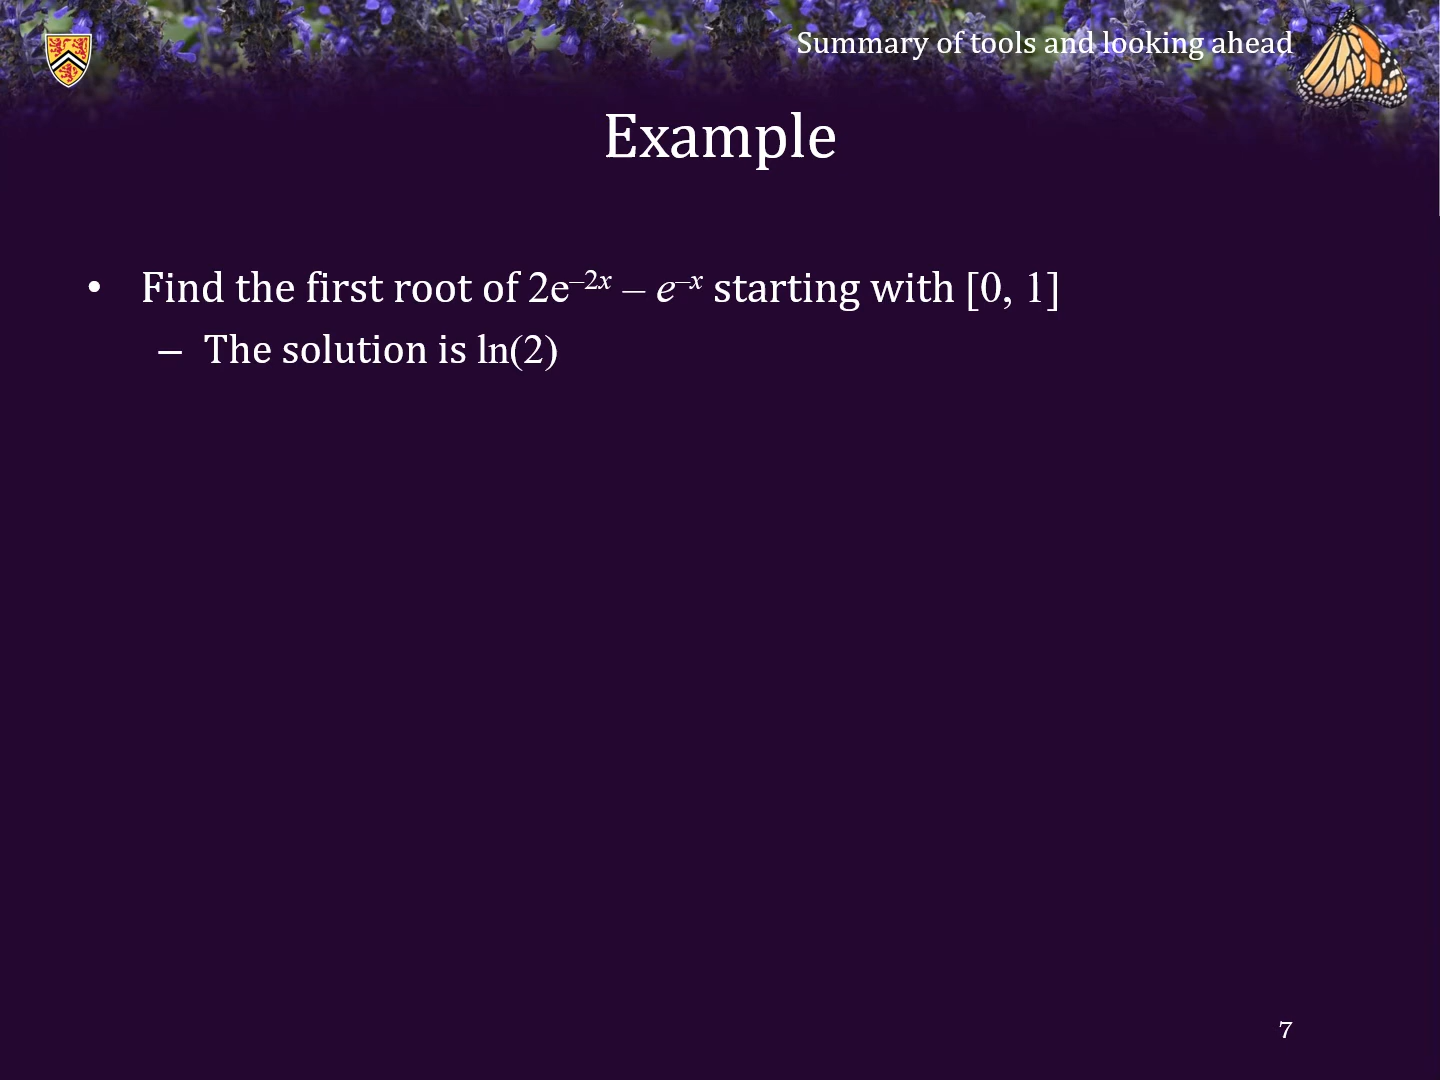 Summary of tools and looking ahead
Example
• Find the first root of 2e⁻²ˣ – e⁻ˣ starting with [0, 1]
– The solution is ln(2)
7